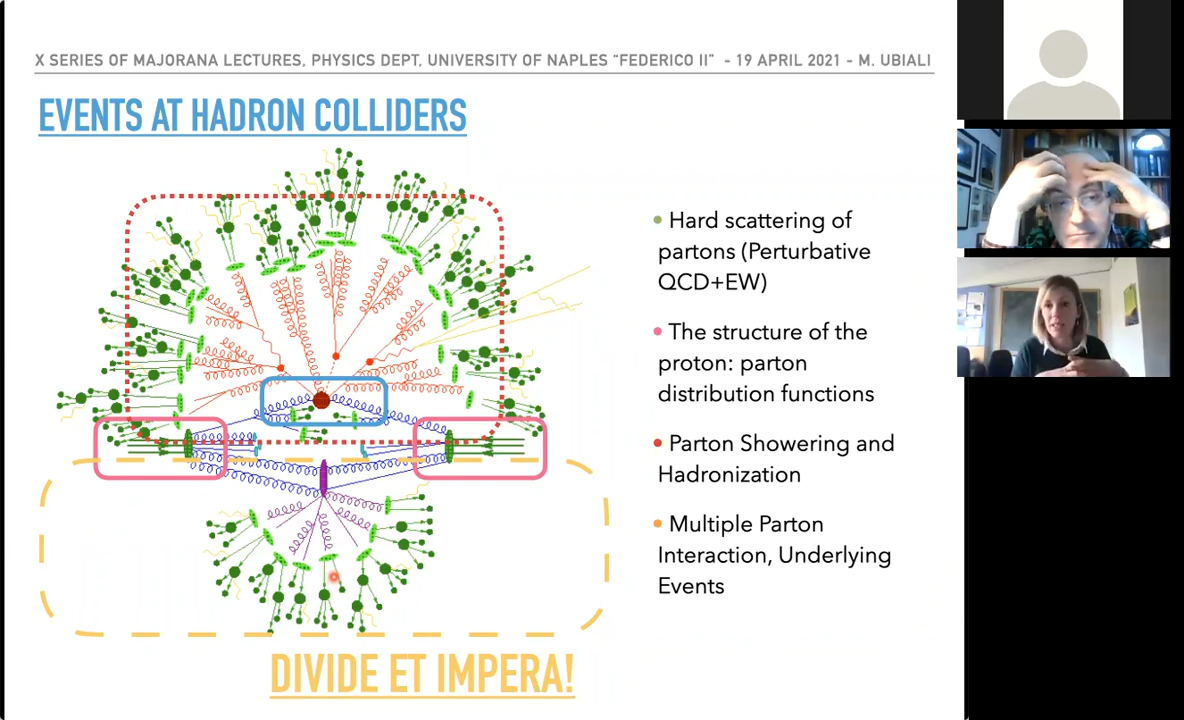 X SERIES OF MAJORANA LECTURES, PHYSICS DEPT, UNIVERSITY OF NAPLES “FEDERICO II” - 19 APRIL 2021 - M. UBIALI
EVENTS AT HADRON COLLIDERS
• Hard scattering of
partons (Perturbative
QCD+EW)
• The structure of the
proton: parton
distribution functions
• Parton Showering and
Hadronization
• Multiple Parton
Interaction, Underlying
Events
DIVIDE ET IMPERA!